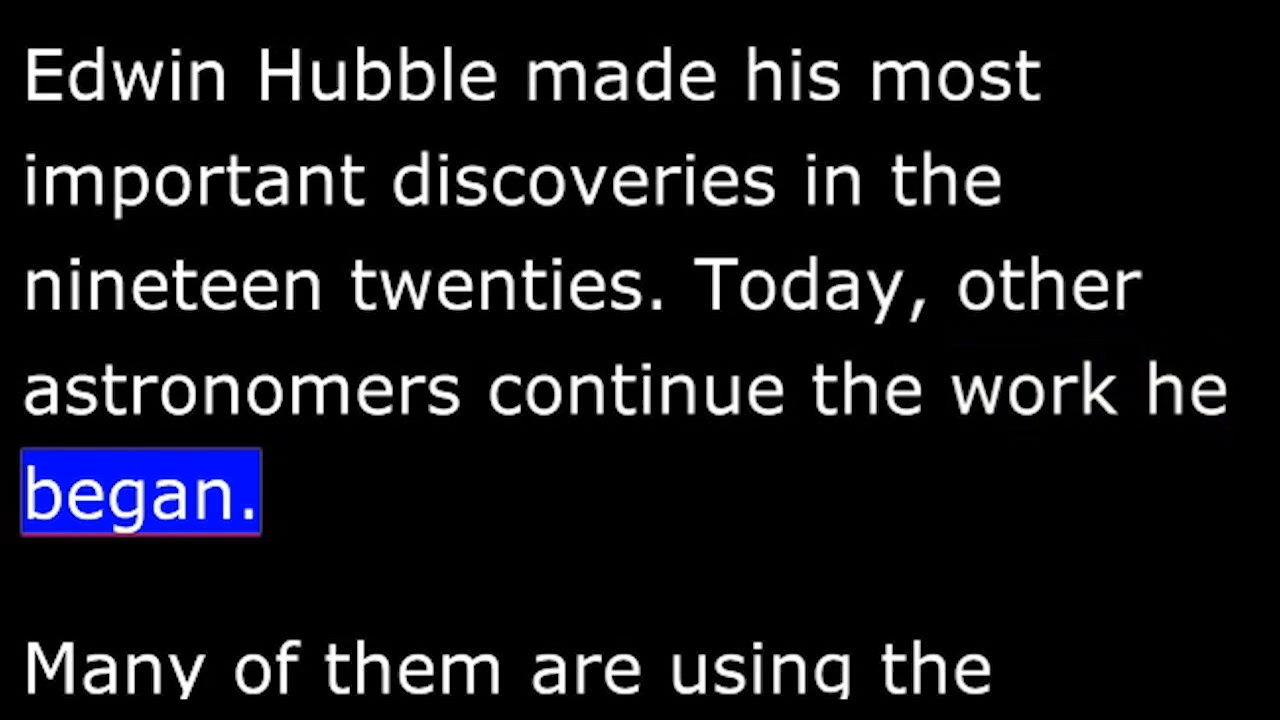 Edwin Hubble made his most
important discoveries in the
nineteen twenties. Today, other
astronomers continue the work he
began.
Many of them are using the